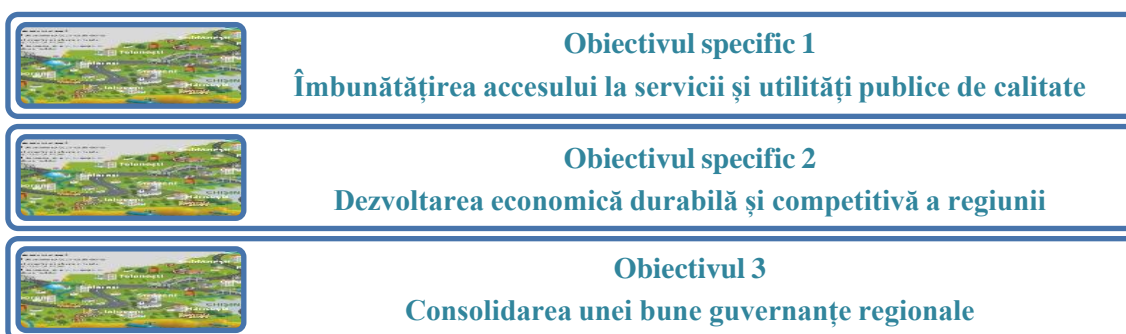 Obiectivul specific 1
Îmbunătățirea accesului la servicii și utilități publice de calitate
Obiectivul specific 2
Dezvoltarea economică durabilă și competitivă a regiunii
Obiectivul 3
Consolidarea unei bune guvernanțe regionale